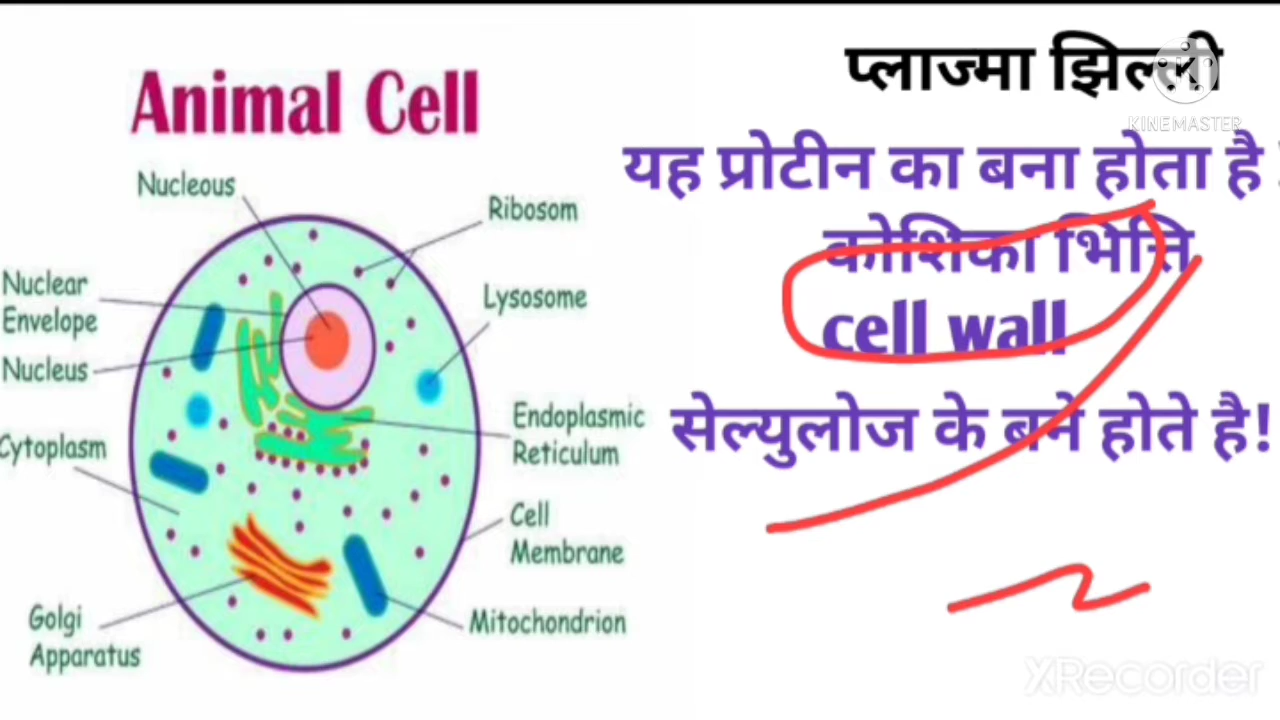 Animal Cell
Nucleous
Ribosom
Nuclear
Envelope
Lysosome
Nucleus
Endoplasmic
Reticulum
Cytoplasm
Cell
Membrane
Golgi
Apparatus
Mitochondrion
प्लाज्मा झिल्ली
KINEMASTER
यह प्रोटीन का बना होता है !
कोशिका भित्ति
cell wall
सेल्युलोज के बने होते है!
XRecorder